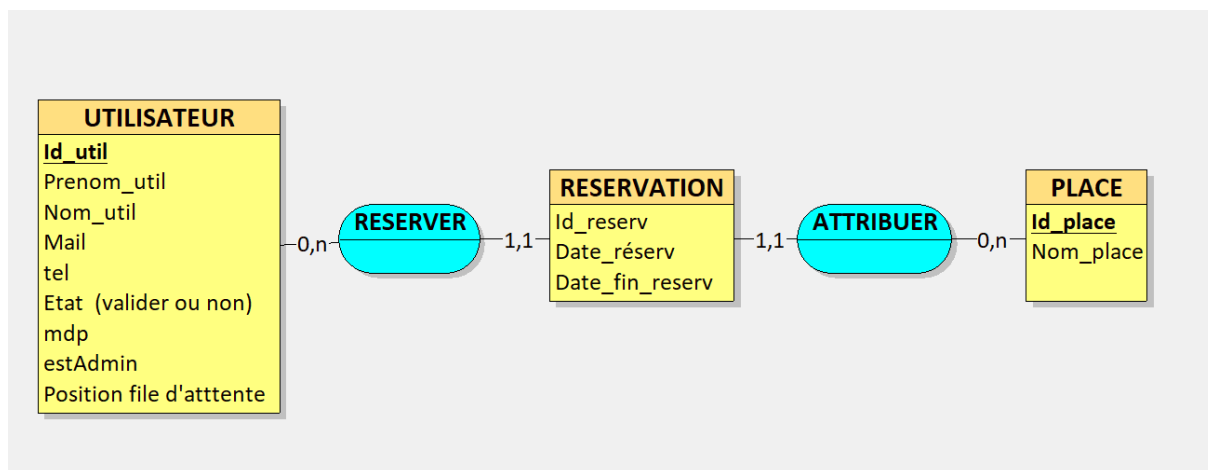 UTILISATEUR
Id_util
Prenom_util
Nom_util
Mail
tel
Etat (valider ou non)
mdp
estAdmin
Position file d'atttente
0,n
RESERVER
1,1
RESERVATION
Id_reserv
Date_réserv
Date_fin_reserv
1,1
ATTRIBUER
0,n
PLACE
Id_place
Nom_place